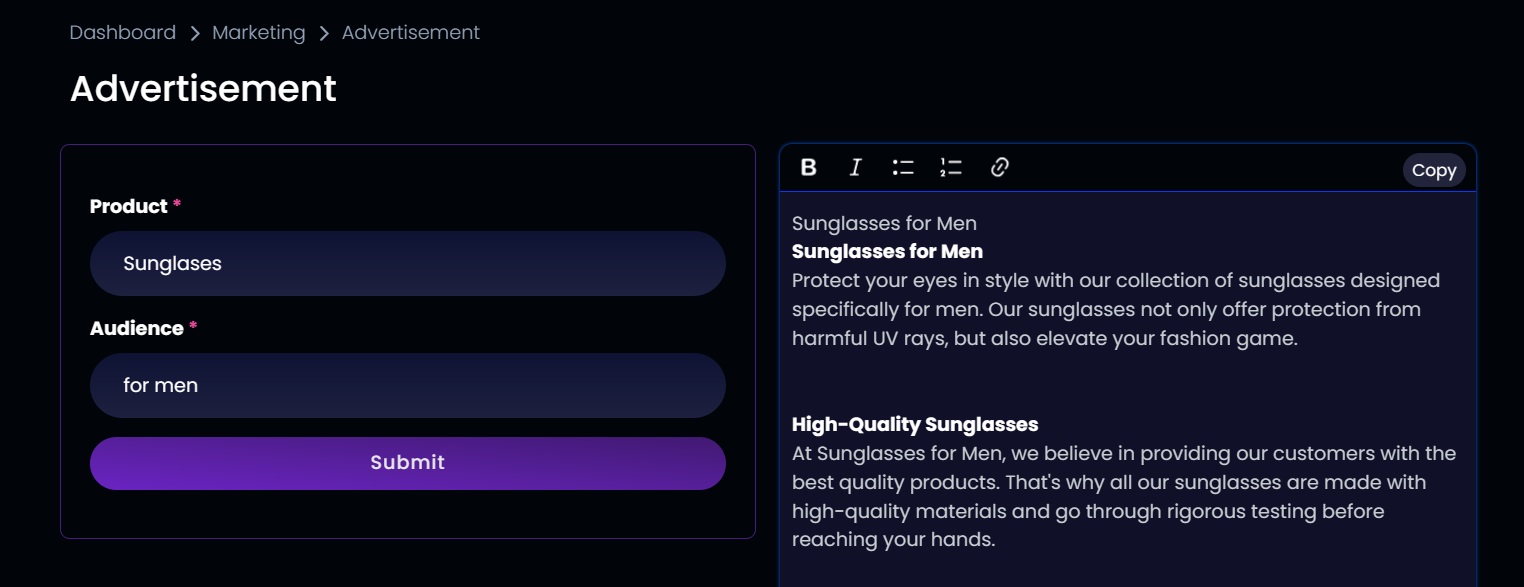 Dashboard > Marketing > Advertisement
Advertisement
Product *
Sunglases
Audience *
for men
Submit
B I Copy
Sunglasses for Men
Sunglasses for Men
Protect your eyes in style with our collection of sunglasses designed
specifically for men. Our sunglasses not only offer protection from
harmful UV rays, but also elevate your fashion game.
High-Quality Sunglasses
At Sunglasses for Men, we believe in providing our customers with the
best quality products. That's why all our sunglasses are made with
high-quality materials and go through rigorous testing before
reaching your hands.